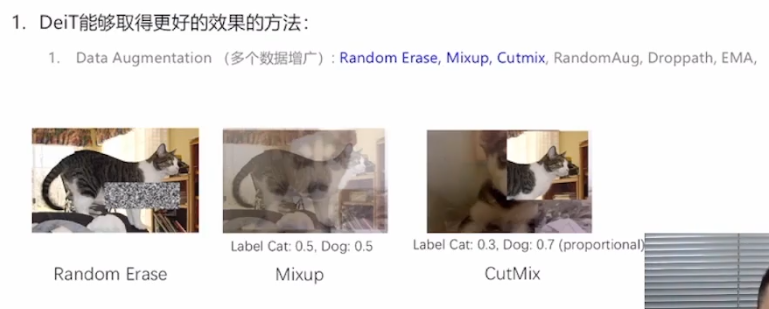 1. DeiT能够取得更好的效果的方法：
1. Data Augmentation （多个数据增广）: Random Erase, Mixup, Cutmix, RandomAug, Droppath, EMA,
Label Cat: 0.5, Dog: 0.5
Label Cat: 0.3, Dog: 0.7 (proportional)
Random Erase
Mixup
CutMix